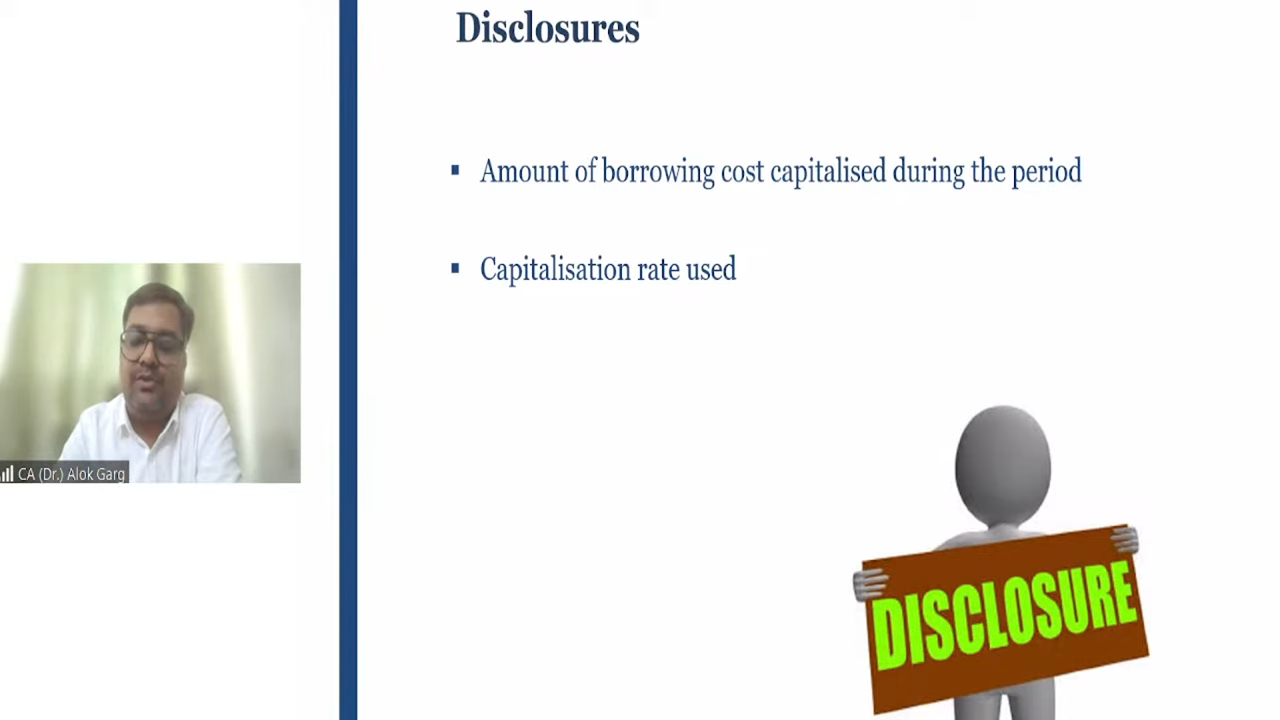 Disclosures
▪ Amount of borrowing cost capitalised during the period
▪ Capitalisation rate used
CA (Dr.) Alok Garg
DISCLOSURE